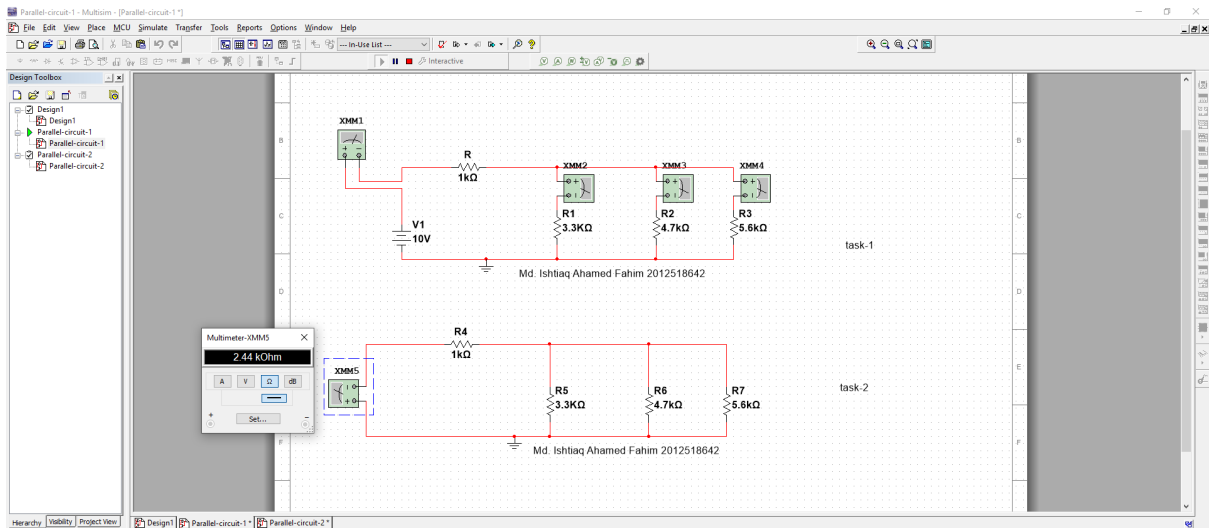 Parallel-circuit-1 - Multisim - [Parallel-circuit-1 *]
File Edit View Place MCU Simulate Transfer Tools Reports Options Window Help
--- In-Use List ---
Interactive
Design Toolbox
Design1
Design1
Parallel-circuit-1
Parallel-circuit-1
Parallel-circuit-2
Parallel-circuit-2
B
B
C
C
D
D
E
F
F
XMM1
R
1kΩ
XMM2
XMM3
XMM4
R1
3.3KΩ
R2
4.7kΩ
R3
5.6kΩ
V1
10V
task-1
Md. Ishtiaq Ahamed Fahim 2012518642
Multimeter-XMM5
2.44 kOhm
A V Ω dB
+ Set... -
R4
1kΩ
XMM5
R5
3.3KΩ
R6
4.7kΩ
R7
5.6kΩ
task-2
Md. Ishtiaq Ahamed Fahim 2012518642
Hierarchy Visibility Project View
Design1 Parallel-circuit-1 * Parallel-circuit-2 *